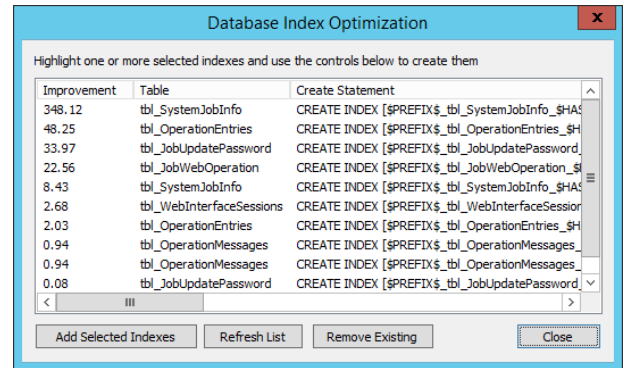 Database Index Optimization
x
Highlight one or more selected indexes and use the controls below to create them
Improvement Table Create Statement
348.12 tbl_SystemJobInfo CREATE INDEX [$PREFIX$_tbl_SystemJobInfo_$HAS
48.25 tbl_OperationEntries CREATE INDEX [$PREFIX$_tbl_OperationEntries_$H
33.97 tbl_JobUpdatePassword CREATE INDEX [$PREFIX$_tbl_JobUpdatePassword_
22.56 tbl_JobWebOperation CREATE INDEX [$PREFIX$_tbl_JobWebOperation_$
8.43 tbl_SystemJobInfo CREATE INDEX [$PREFIX$_tbl_SystemJobInfo_$HAS
2.68 tbl_WebInterfaceSessions CREATE INDEX [$PREFIX$_tbl_WebInterfaceSession
2.03 tbl_OperationEntries CREATE INDEX [$PREFIX$_tbl_OperationEntries_$H
0.94 tbl_OperationMessages CREATE INDEX [$PREFIX$_tbl_OperationMessages_
0.94 tbl_OperationMessages CREATE INDEX [$PREFIX$_tbl_OperationMessages_
0.08 tbl_JobUpdatePassword CREATE INDEX [$PREFIX$_tbl_JobUpdatePassword_
Add Selected Indexes Refresh List Remove Existing Close